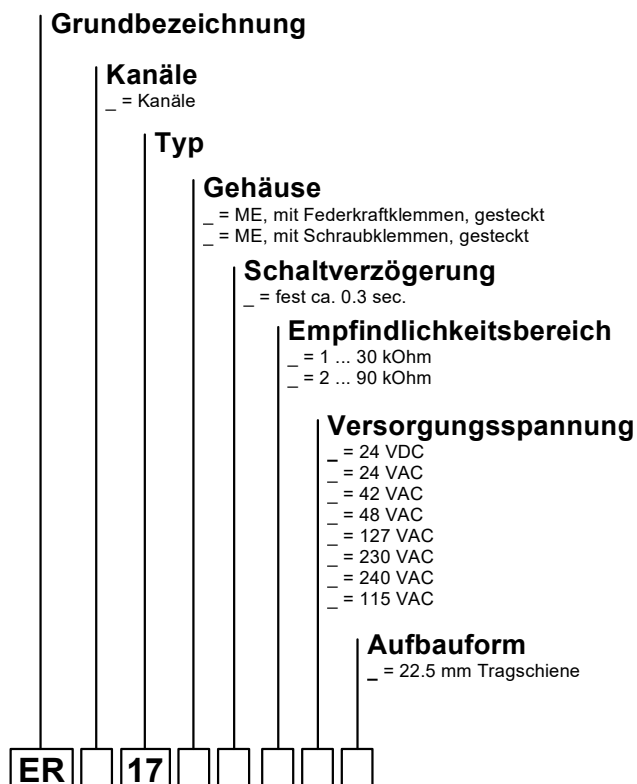 Grundbezeichnung
Kanäle
_ = Kanäle
Typ
Gehäuse
_ = ME, mit Federkraftklemmen, gesteckt
_ = ME, mit Schraubklemmen, gesteckt
Schaltverzögerung
_ = fest ca. 0.3 sec.
Empfindlichkeitsbereich
_ = 1 ... 30 kOhm
_ = 2 ... 90 kOhm
Versorgungsspannung
_ = 24 VDC
_ = 24 VAC
_ = 42 VAC
_ = 48 VAC
_ = 127 VAC
_ = 230 VAC
_ = 240 VAC
_ = 115 VAC
Aufbauform
_ = 22.5 mm Tragschiene
ER 17